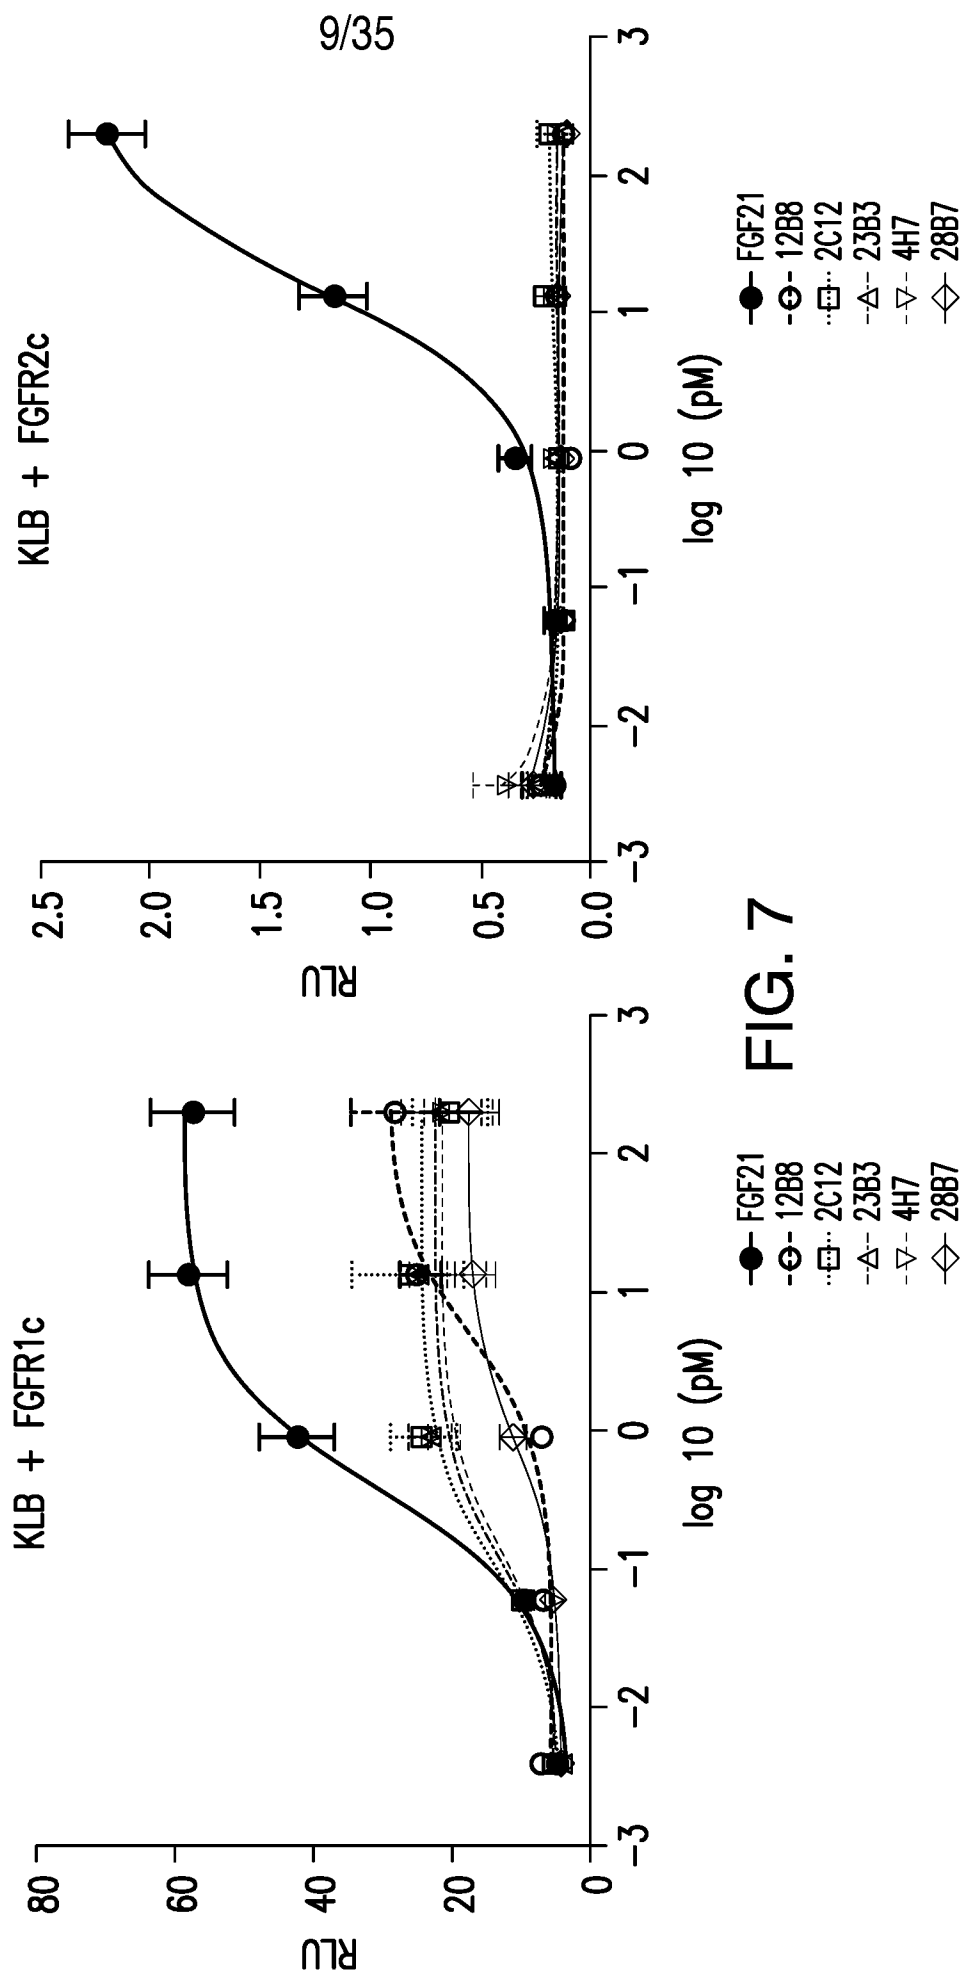 9/35
KLB + FGFR1c
RLU
80
60
40
20
0
−3
−2
−1
0
1
2
3
log 10 (pM)
FGF21
12B8
2C12
23B3
4H7
28B7
KLB + FGFR2c
RLU
2.5
2.0
1.5
1.0
0.5
0.0
−3
−2
−1
0
1
2
3
log 10 (pM)
FGF21
12B8
2C12
23B3
4H7
28B7
FIG. 7